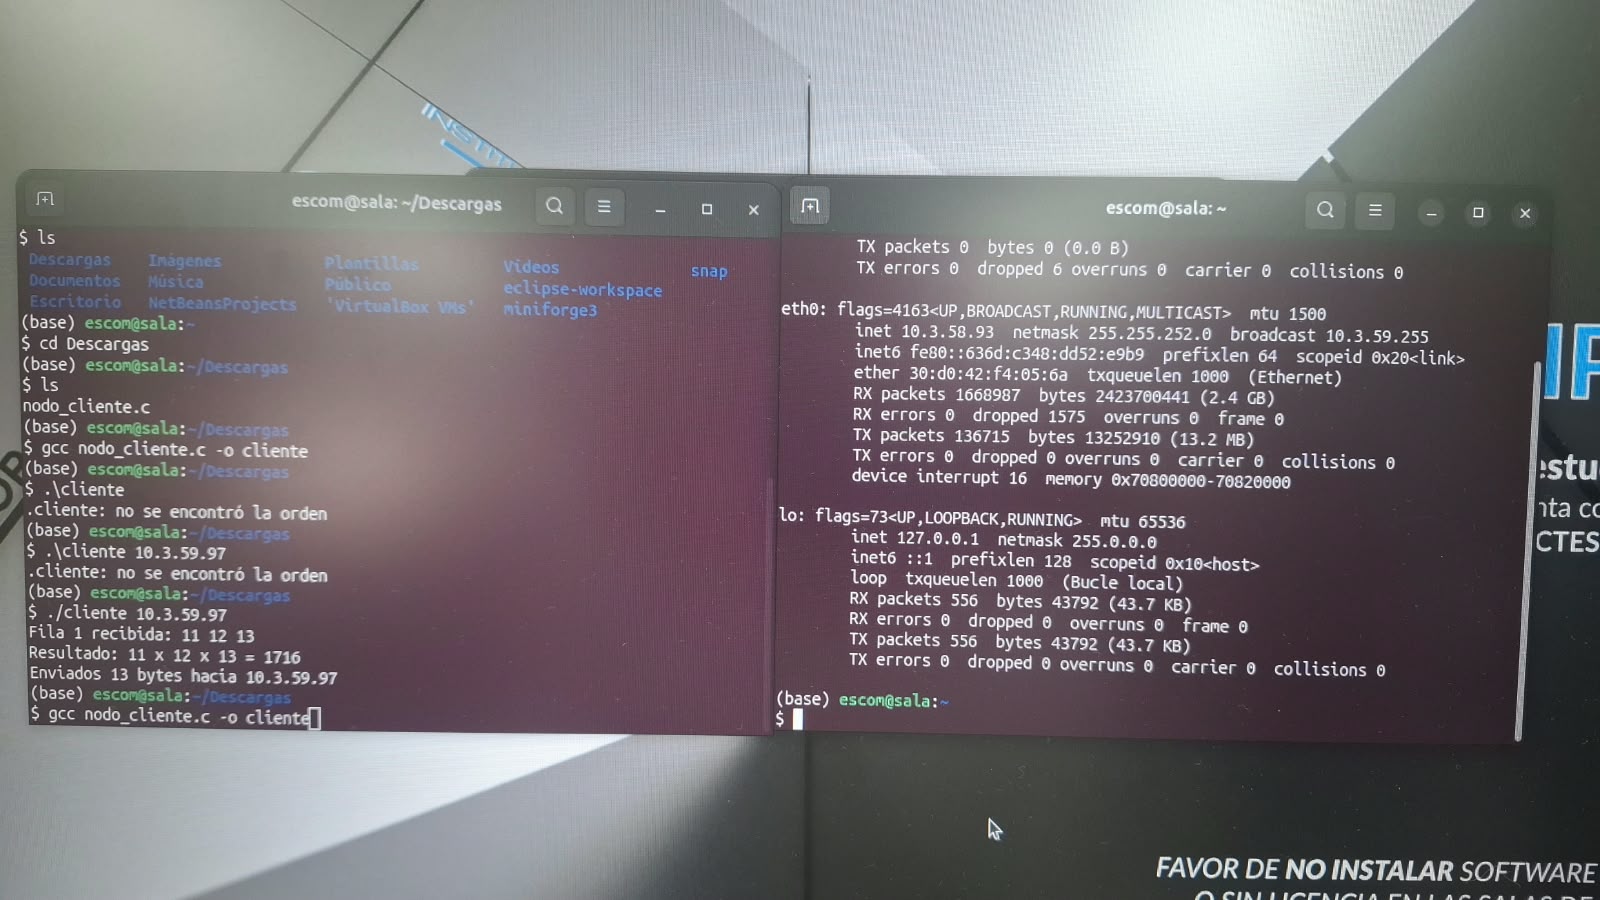 INSTIT
escom@sala: ~/Descargas
$ ls
Descargas Imágenes Plantillas Vídeos snap
Documentos Música Público eclipse-workspace
Escritorio NetBeansProjects 'VirtualBox VMs' miniforge3
(base) escom@sala:~
$ cd Descargas
(base) escom@sala:~/Descargas
$ ls
nodo_cliente.c
(base) escom@sala:~/Descargas
$ gcc nodo_cliente.c -o cliente
(base) escom@sala:~/Descargas
$ .\cliente
.cliente: no se encontró la orden
(base) escom@sala:~/Descargas
$ .\cliente 10.3.59.97
.cliente: no se encontró la orden
(base) escom@sala:~/Descargas
$ ./cliente 10.3.59.97
Fila 1 recibida: 11 12 13
Resultado: 11 x 12 x 13 = 1716
Enviados 13 bytes hacia 10.3.59.97
(base) escom@sala:~/Descargas
$ gcc nodo_cliente.c -o cliente
escom@sala: ~
TX packets 0 bytes 0 (0.0 B)
TX errors 0 dropped 6 overruns 0 carrier 0 collisions 0
eth0: flags=4163<UP,BROADCAST,RUNNING,MULTICAST> mtu 1500
inet 10.3.58.93 netmask 255.255.252.0 broadcast 10.3.59.255
inet6 fe80::636d:c348:dd52:e9b9 prefixlen 64 scopeid 0x20<link>
ether 30:d0:42:f4:05:6a txqueuelen 1000 (Ethernet)
RX packets 1668987 bytes 2423700441 (2.4 GB)
RX errors 0 dropped 1575 overruns 0 frame 0
TX packets 136715 bytes 13252910 (13.2 MB)
TX errors 0 dropped 0 overruns 0 carrier 0 collisions 0
device interrupt 16 memory 0x70800000-70820000
lo: flags=73<UP,LOOPBACK,RUNNING> mtu 65536
inet 127.0.0.1 netmask 255.0.0.0
inet6 ::1 prefixlen 128 scopeid 0x10<host>
loop txqueuelen 1000 (Bucle local)
RX packets 556 bytes 43792 (43.7 KB)
RX errors 0 dropped 0 overruns 0 frame 0
TX packets 556 bytes 43792 (43.7 KB)
TX errors 0 dropped 0 overruns 0 carrier 0 collisions 0
(base) escom@sala:~
$
IP
estu
nta co
CTES
FAVOR DE NO INSTALAR SOFTWARE
O SIN LICENCIA EN LAS SALAS DE